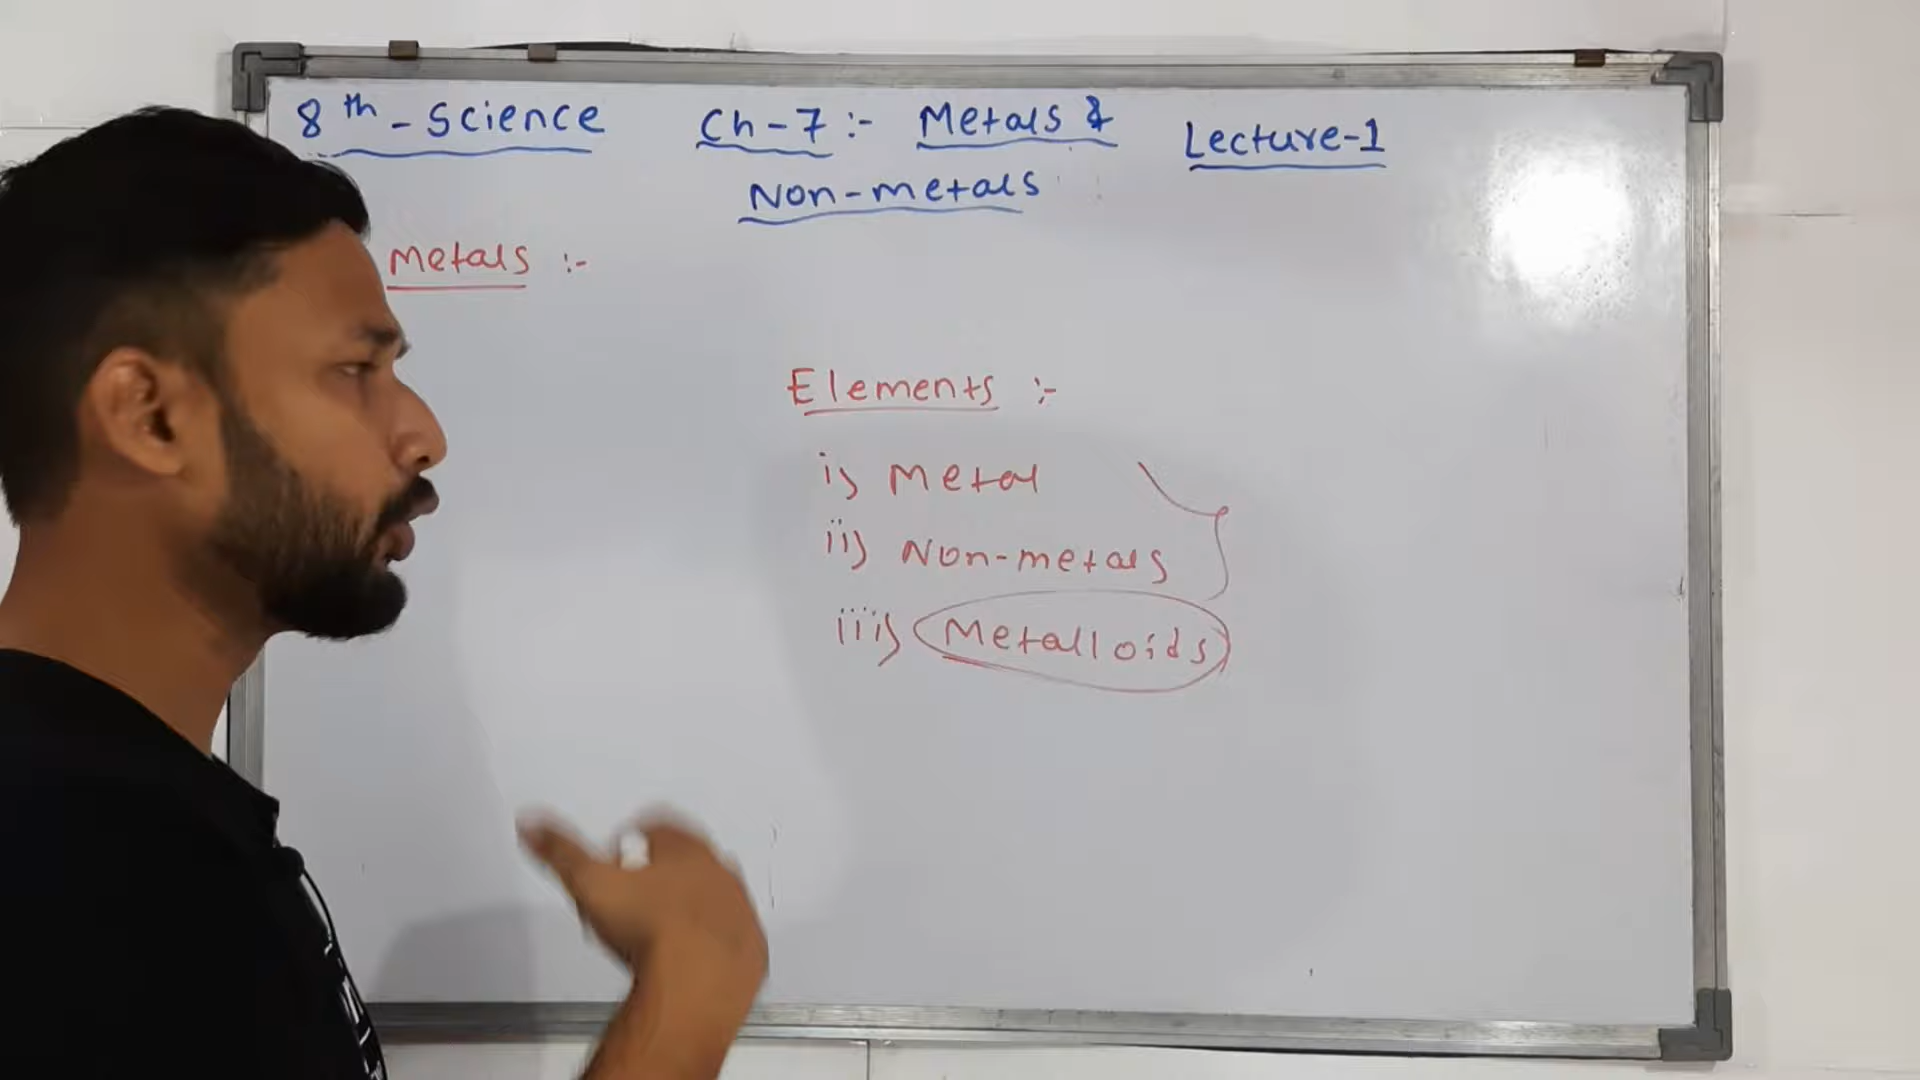 8th - Science Ch-7 :- Metals & Lecture-1
Non-metals
Metals :-
Elements :-
i) Metal
ii) Non-metals
iii) Metalloids